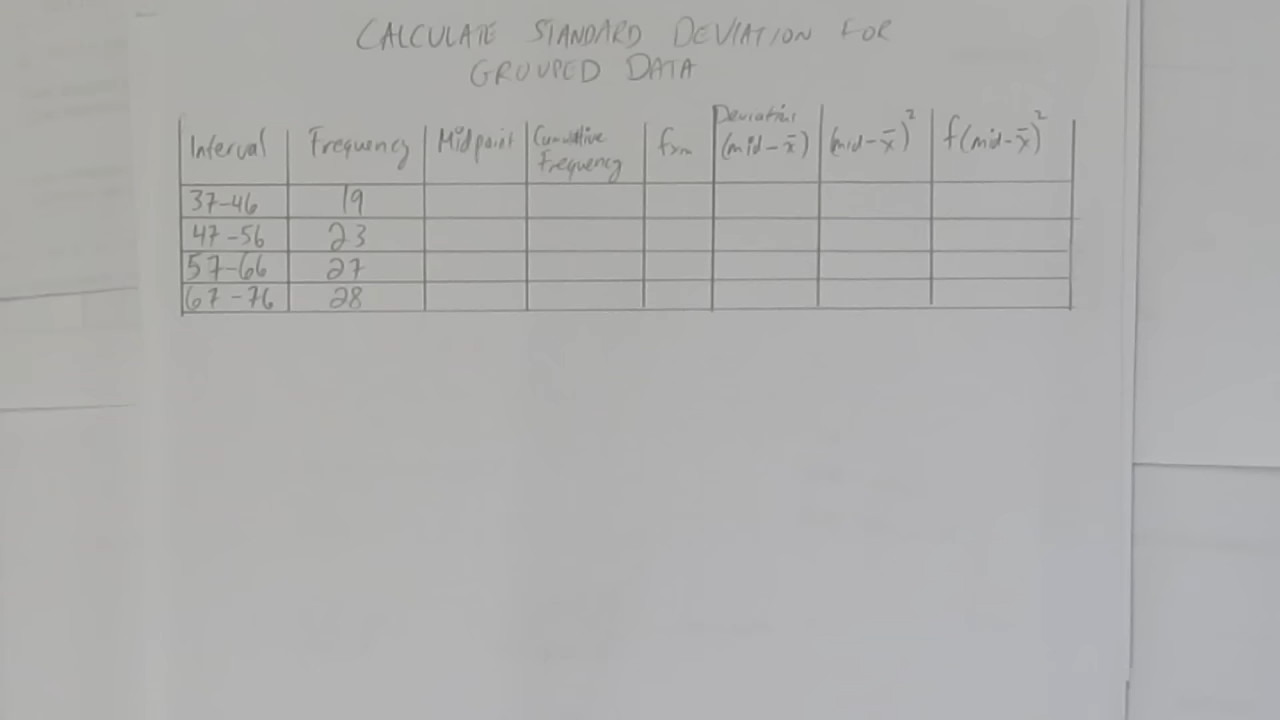 CALCULATE STANDARD DEVIATION FOR
GROUPED DATA
Interval Frequency Midpoint Cumulative Frequency fxm Deviation (mid-x̄) (mid-x̄)² f(mid-x̄)²
37-46 19
47-56 23
57-66 27
67-76 28